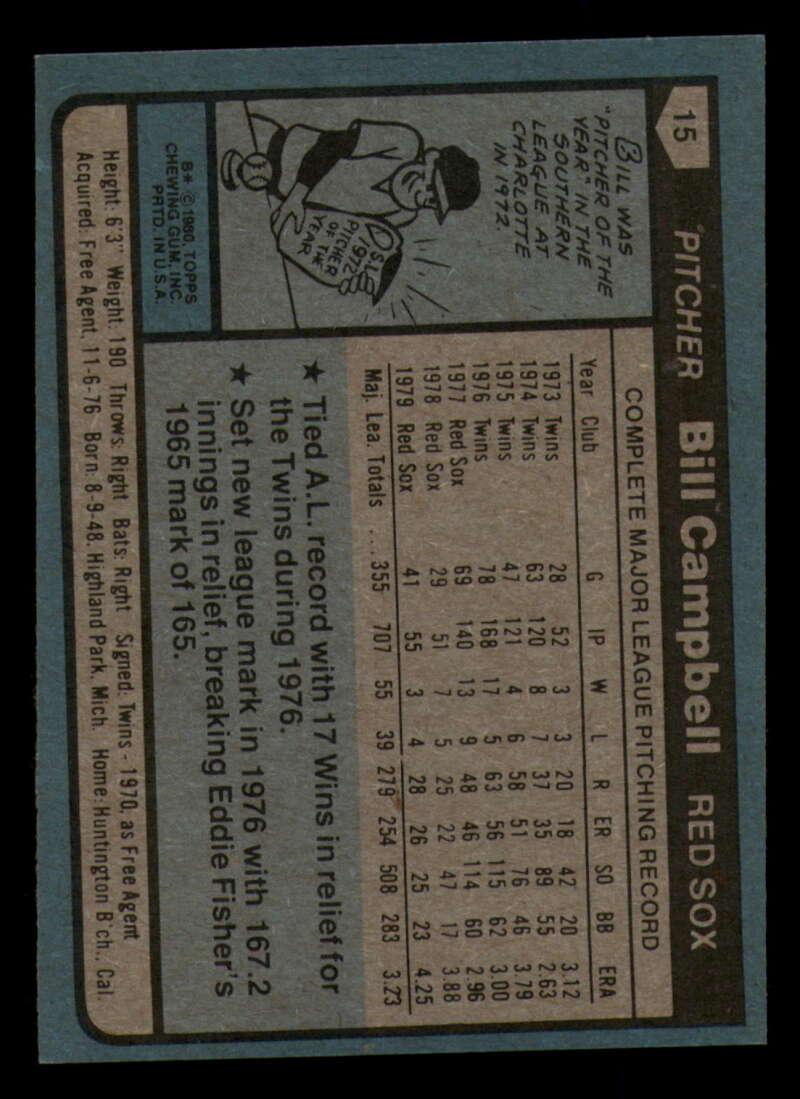 15 PITCHER Bill Campbell RED SOX
BILL WAS
"PITCHER OF THE
YEAR" IN THE
SOUTHERN
LEAGUE AT
CHARLOTTE
IN 1972.
S.L.
1972
PITCHER
OF THE
YEAR
B* © 1980, TOPPS
CHEWING GUM, INC.
PRTD. IN U.S.A.
COMPLETE MAJOR LEAGUE PITCHING RECORD
Year Club G IP W L R ER SO BB ERA
1973 Twins 28 52 3 3 20 18 42 20 3.12
1974 Twins 63 120 8 7 37 35 89 55 2.63
1975 Twins 47 121 4 6 58 51 76 46 3.79
1976 Twins 78 168 17 5 63 56 115 62 3.00
1977 Red Sox 69 140 13 9 48 46 114 60 2.96
1978 Red Sox 29 51 7 5 25 22 47 17 3.88
1979 Red Sox 41 55 3 4 28 26 25 23 4.25
Maj. Lea. Totals ... 355 707 55 39 279 254 508 283 3.23
★ Tied A.L. record with 17 Wins in relief for
the Twins during 1976.
★ Set new league mark in 1976 with 167.2
innings in relief, breaking Eddie Fisher's
1965 mark of 165.
Height: 6'3" Weight: 190 Throws: Right Bats: Right Signed: Twins - 1970, as Free Agent
Acquired: Free Agent, 11-6-76 Born: 8-9-48, Highland Park, Mich. Home: Huntington B'ch., Cal.